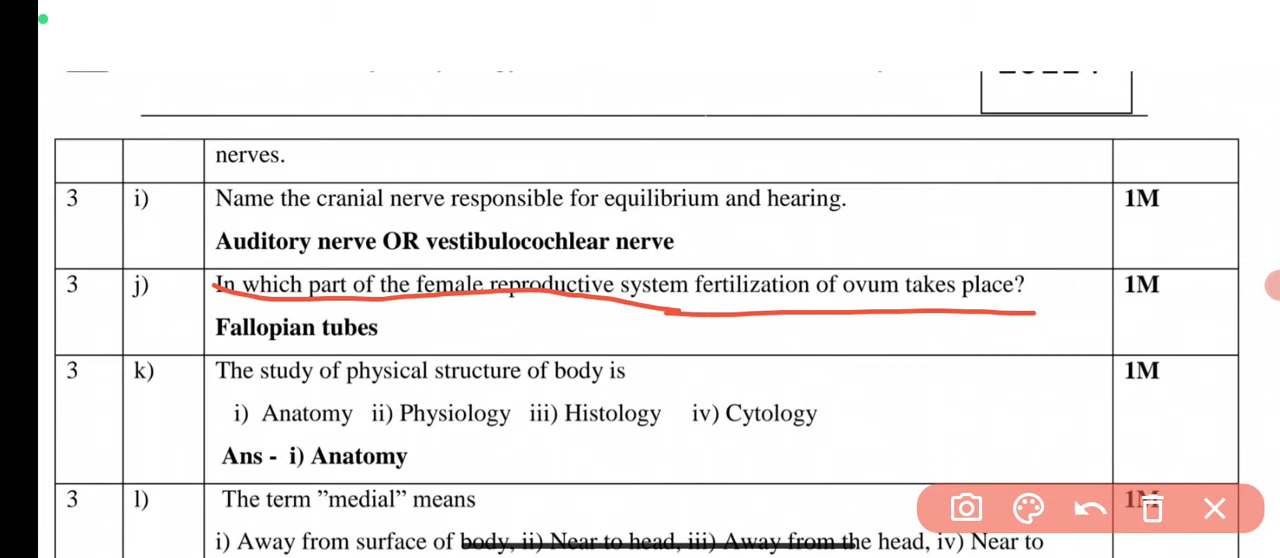 nerves.
3 i) Name the cranial nerve responsible for equilibrium and hearing. 1M
Auditory nerve OR vestibulocochlear nerve
3 j) In which part of the female reproductive system fertilization of ovum takes place? 1M
Fallopian tubes
3 k) The study of physical structure of body is 1M
i) Anatomy ii) Physiology iii) Histology iv) Cytology
Ans - i) Anatomy
3 l) The term ”medial” means 1M
i) Away from surface of body, ii) Near to head, iii) Away from the head, iv) Near to